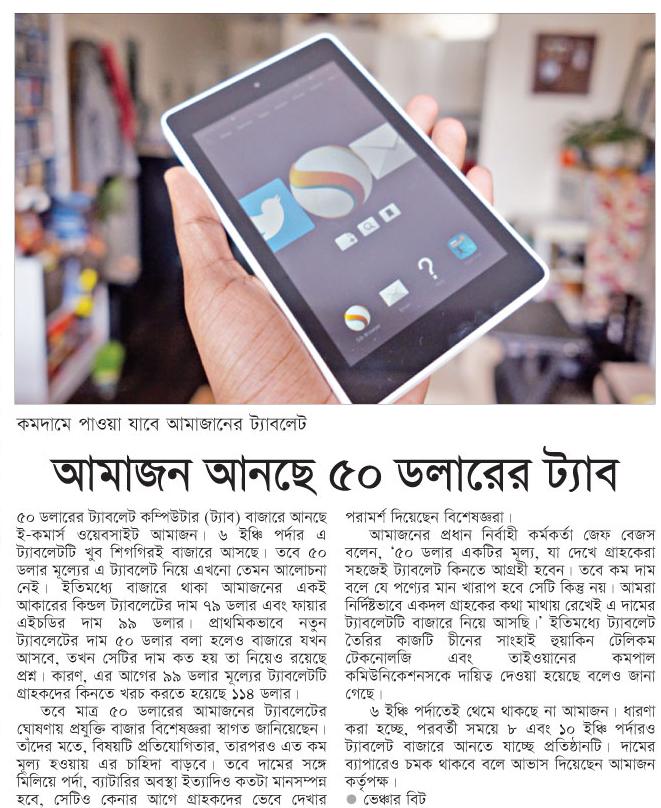 কমদামে পাওয়া যাবে আমাজানের ট্যাবলেট
আমাজন আনছে ৫০ ডলারের ট্যাব
৫০ ডলারের ট্যাবলেট কম্পিউটার (ট্যাব) বাজারে আনছে
ই-কমার্স ওয়েবসাইট আমাজন। ৬ ইঞ্চি পর্দার এ
ট্যাবলেটটি খুব শিগগিরই বাজারে আসছে। তবে ৫০
ডলার মূল্যের এ ট্যাবলেট নিয়ে এখনো তেমন আলোচনা
নেই। ইতিমধ্যে বাজারে থাকা আমাজনের একই
আকারের কিন্ডল ট্যাবলেটের দাম ৭৯ ডলার এবং ফায়ার
এইচডির দাম ৯৯ ডলার। প্রাথমিকভাবে নতুন
ট্যাবলেটের দাম ৫০ ডলার বলা হলেও বাজারে যখন
আসবে, তখন সেটির দাম কত হয় তা নিয়েও রয়েছে
প্রশ্ন। কারণ, এর আগের ৯৯ ডলার মূল্যের ট্যাবলেটটি
গ্রাহকদের কিনতে খরচ করতে হয়েছে ১১৪ ডলার।
তবে মাত্র ৫০ ডলারের আমাজনের ট্যাবলেটের
ঘোষণায় প্রযুক্তি বাজার বিশেষজ্ঞরা স্বাগত জানিয়েছেন।
তাঁদের মতে, বিষয়টি প্রতিযোগিতার, তারপরও এত কম
মূল্য হওয়ায় এর চাহিদা বাড়বে। তবে দামের সঙ্গে
মিলিয়ে পর্দা, ব্যাটারির অবস্থা ইত্যাদিও কতটা মানসম্পন্ন
হবে, সেটিও কেনার আগে গ্রাহকদের ভেবে দেখার
পরামর্শ দিয়েছেন বিশেষজ্ঞরা।
আমাজনের প্রধান নির্বাহী কর্মকর্তা জেফ বেজস
বলেন, ‘৫০ ডলার একটির মূল্য, যা দেখে গ্রাহকেরা
সহজেই ট্যাবলেট কিনতে আগ্রহী হবেন। তবে কম দাম
বলে যে পণ্যের মান খারাপ হবে সেটি কিন্তু নয়। আমরা
নির্দিষ্টভাবে একদল গ্রাহকের কথা মাথায় রেখেই এ দামের
ট্যাবলেটটি বাজারে নিয়ে আসছি।’ ইতিমধ্যে ট্যাবলেট
তৈরির কাজটি চীনের সাংহাই হুয়াকিন টেলিকম
টেকনোলজি এবং তাইওয়ানের কমপাল
কমিউনিকেশনসকে দায়িত্ব দেওয়া হয়েছে বলেও জানা
গেছে।
৬ ইঞ্চি পর্দাতেই থেমে থাকছে না আমাজন। ধারণা
করা হচ্ছে, পরবর্তী সময়ে ৮ এবং ১০ ইঞ্চি পর্দারও
ট্যাবলেট বাজারে আনতে যাচ্ছে প্রতিষ্ঠানটি। দামের
ব্যাপারেও চমক থাকবে বলে আভাস দিয়েছেন আমাজন
কর্তৃপক্ষ।
● ভেঞ্চার বিট